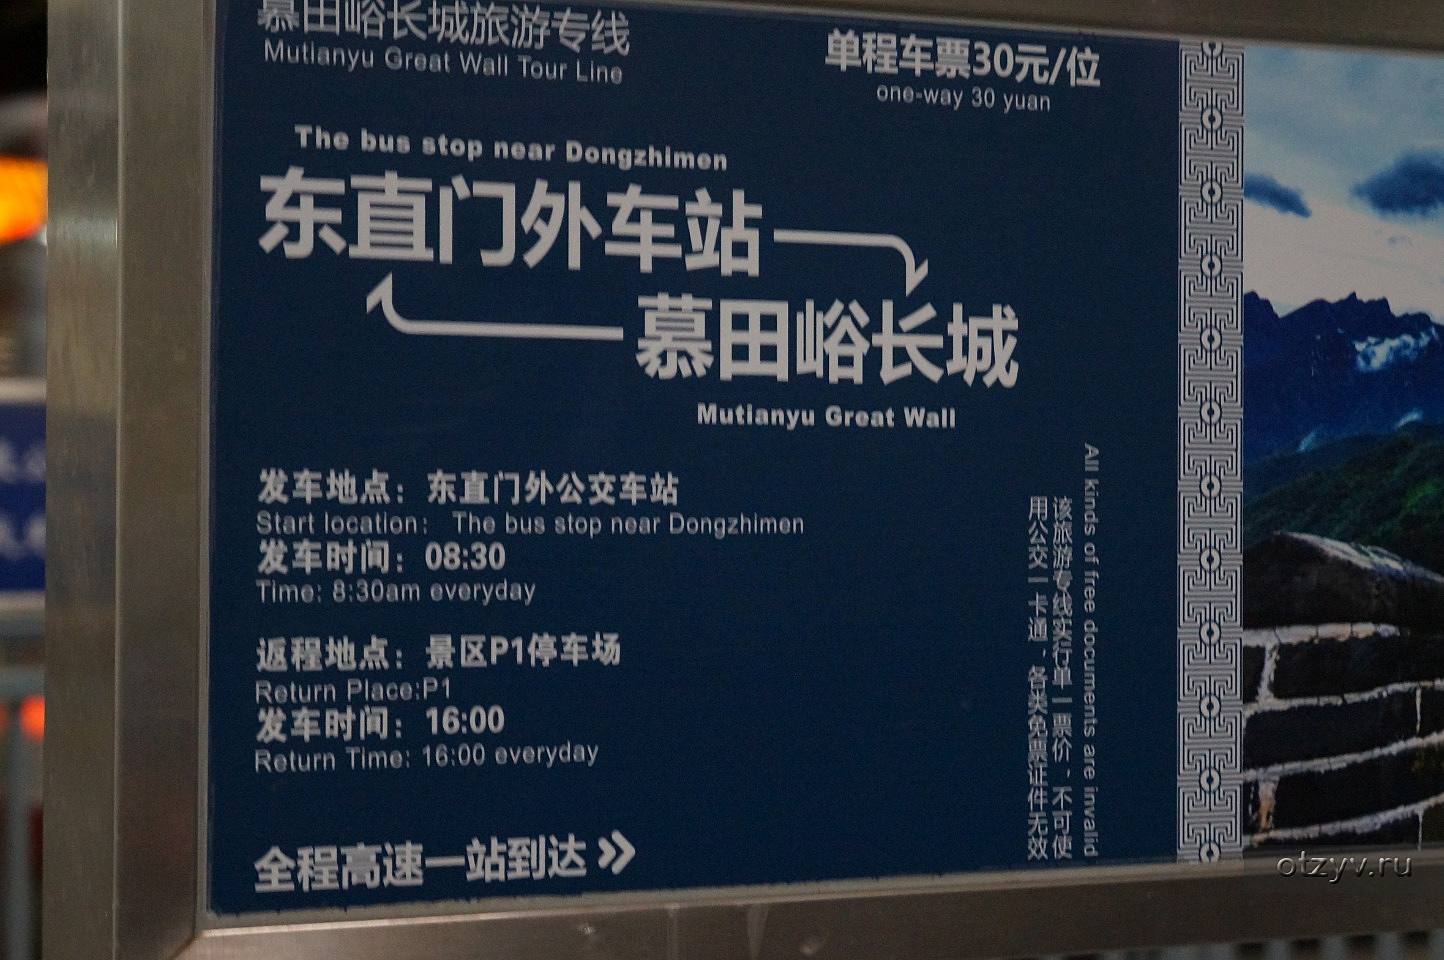 慕田峪长城旅游专线
Mutianyu Great Wall Tour Line
单程车票30元/位
one-way 30 yuan
The bus stop near Dongzhimen
东直门外车站
慕田峪长城
Mutianyu Great Wall
发车地点：东直门外公交车站
Start location： The bus stop near Dongzhimen
发车时间：08:30
Time: 8:30am everyday
返程地点：景区P1停车场
Return Place:P1
发车时间：16:00
Return Time: 16:00 everyday
全程高速一站到达 »
All kinds of free documents are invalid
该旅游专线实行单一票价，不可使
用公交一卡通，各类免票证件无效
otzyv.ru